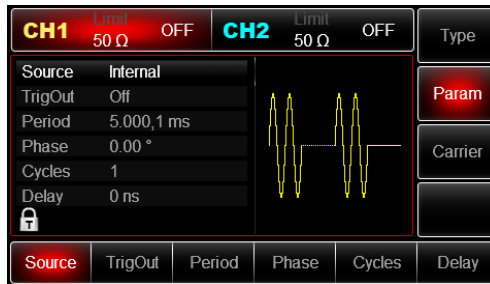 CH1 Limit 50 Ω OFF CH2 Limit 50 Ω OFF
Type
Source Internal
TrigOut Off
Period 5.000,1 ms
Phase 0.00 °
Cycles 1
Delay 0 ns
Param
Carrier
Source TrigOut Period Phase Cycles Delay